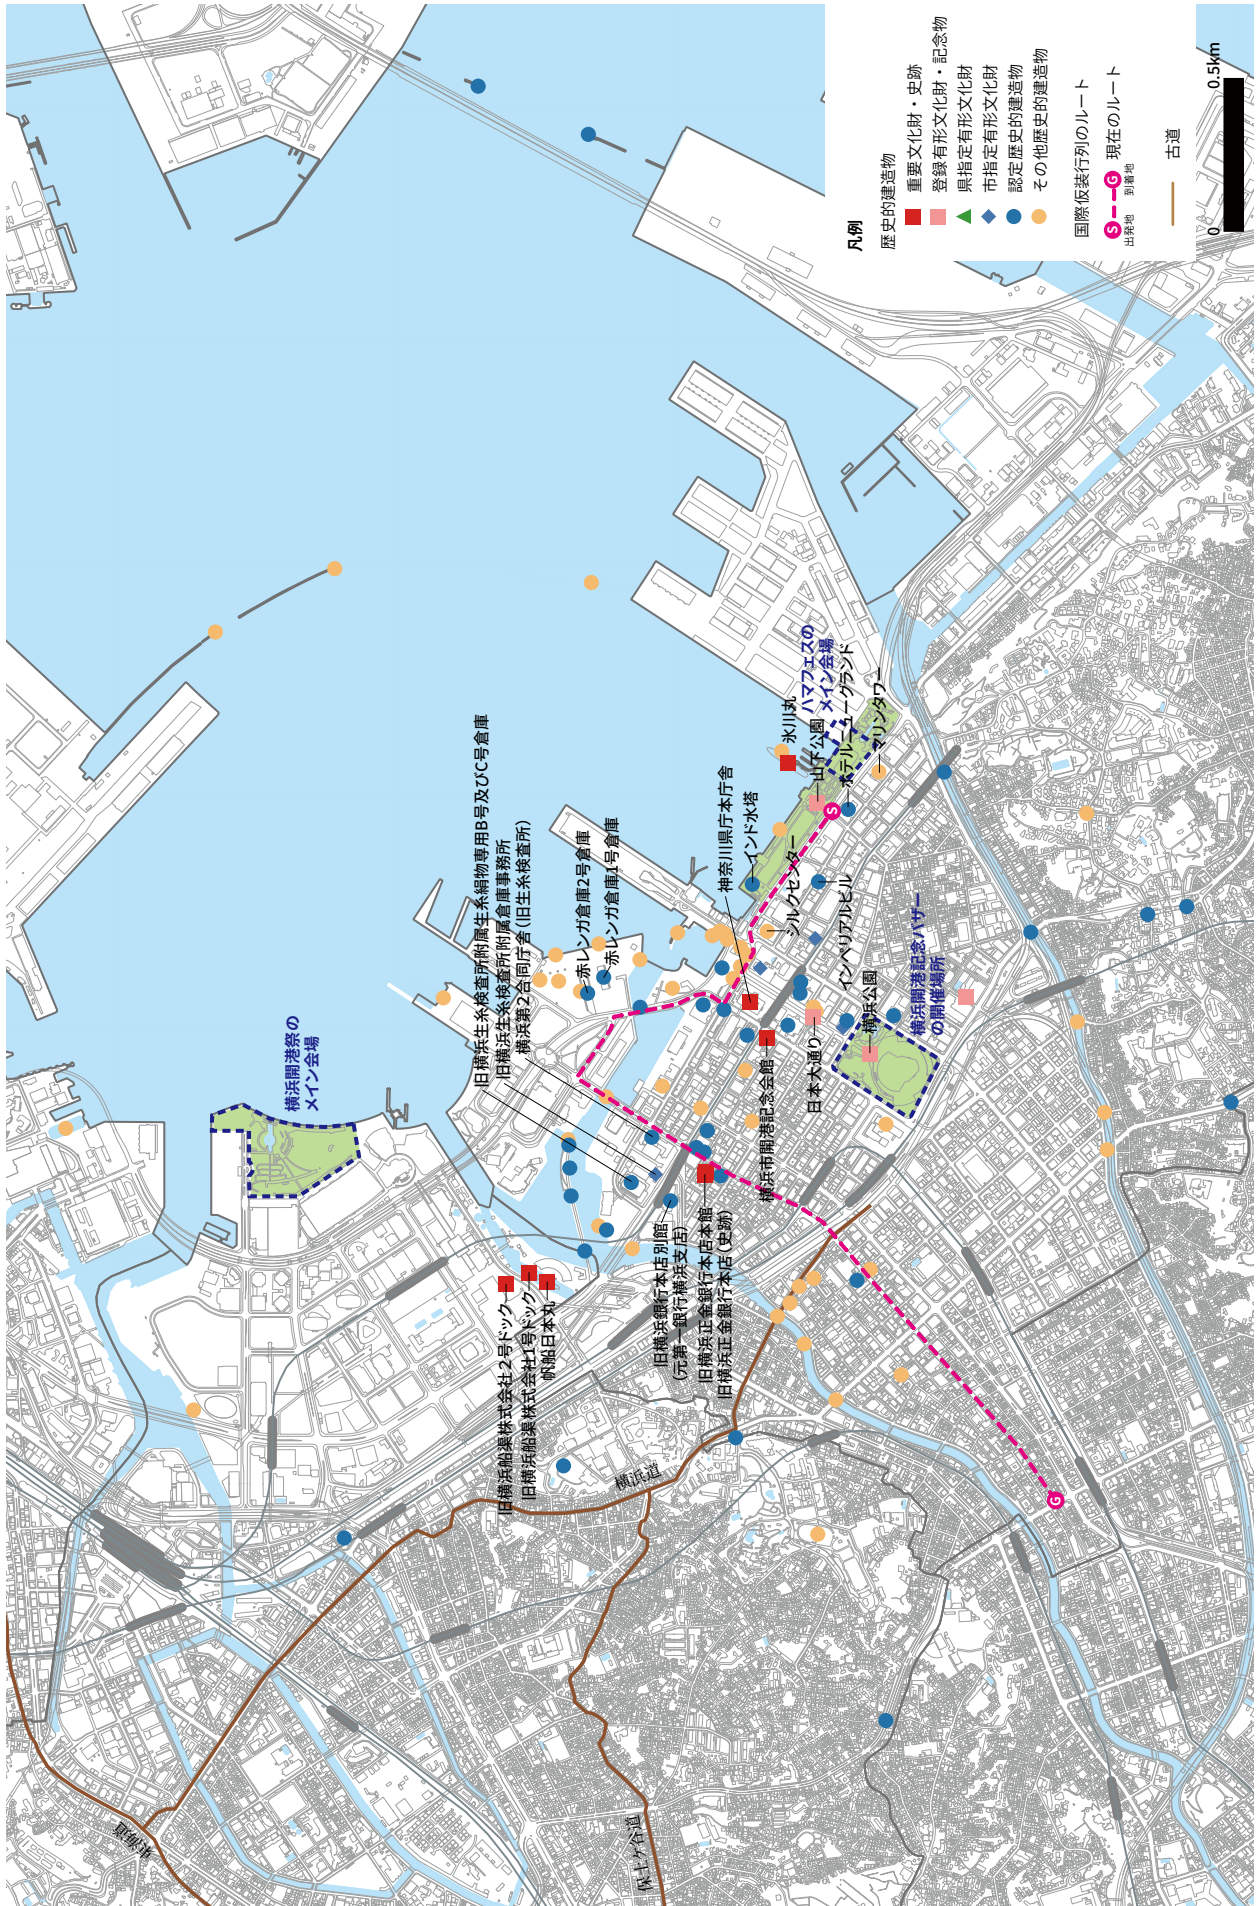 凡例
歴史的建造物
重要文化財・史跡
登録有形文化財・記念物
県指定有形文化財
市指定有形文化財
認定歴史的建造物
その他歴史的建造物
国際仮装行列のルート
S
G
現在のルート
出発地
到着地
古道
0
0.5km
横浜開港祭の
メイン会場
旧横浜生糸検査所附属生糸絹物専用B号及びC号倉庫
旧横浜生糸検査所附属倉庫事務所
横浜第2合同庁舎（旧生糸検査所）
赤レンガ倉庫2号倉庫
赤レンガ倉庫1号倉庫
神奈川県庁本庁舎
インド水塔
シルクセンター
氷川丸
ハマフェスの
メイン会場
山下公園
ホテルニューグランド
マリンタワー
S
インペリアルビル
横浜公園
横浜開港記念バザー
の開催場所
日本大通り
横浜市開港記念会館
旧横浜船渠株式会社2号ドック
旧横浜船渠株式会社1号ドック
帆船日本丸
旧横浜銀行本店別館
（元第一銀行横浜支店）
旧横浜正金銀行本店本館
旧横浜正金銀行本店（史跡）
横浜道
G
東海道
保土ケ谷道